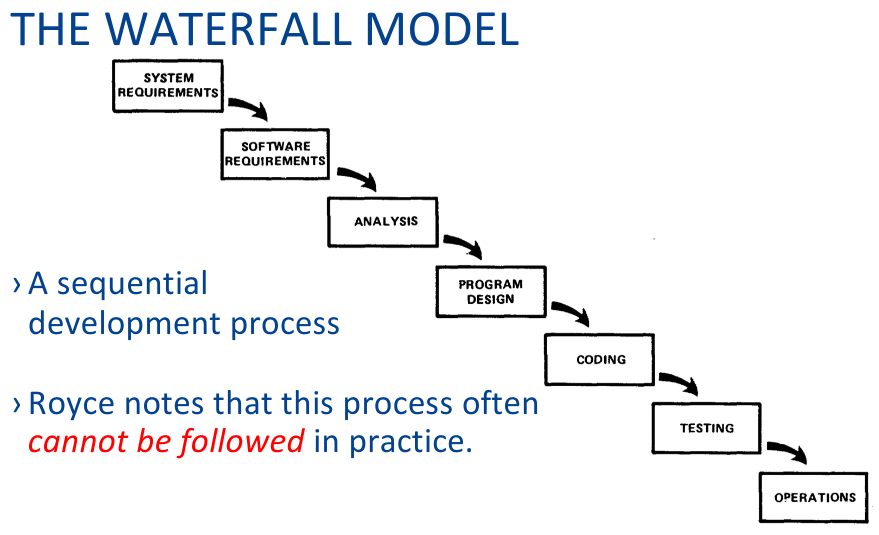 THE WATERFALL MODEL
SYSTEM
REQUIREMENTS
SOFTWARE
REQUIREMENTS
ANALYSIS
PROGRAM
DESIGN
CODING
TESTING
OPERATIONS
› A sequential
development process
› Royce notes that this process often
cannot be followed in practice.